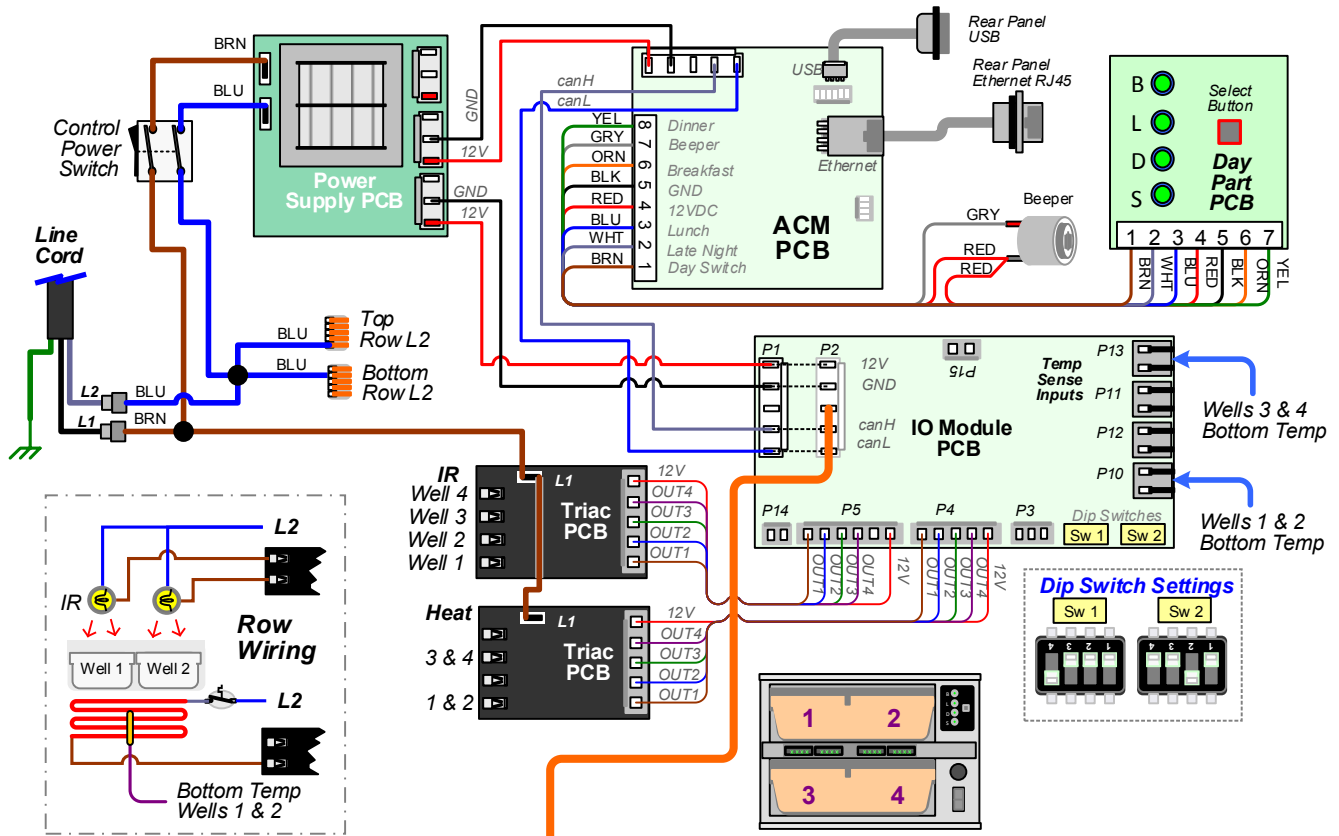 BRN
BLU
Control
Power
Switch
Power
Supply PCB
GND
12V
GND
12V
canH
canL
USB
Rear Panel
USB
Rear Panel
Ethernet RJ45
Ethernet
YEL 8 Dinner
GRY 7 Beeper
ORN 6 Breakfast
BLK 5 GND
RED 4 12VDC
BLU 3 Lunch
WHT 2 Late Night
BRN 1 Day Switch
ACM
PCB
GRY
RED
RED
Beeper
B
L
D
S
Select
Button
Day
Part
PCB
1 2 3 4 5 6 7
BRN
WHT
BLU
RED
BLK
ORN
YEL
Line
Cord
BLU
Top
Row L2
BLU
Bottom
Row L2
L2
BLU
L1
BRN
P1
P2
12V
GND
canH
canL
P15
Temp
Sense
Inputs
P13
P11
P12
P10
IO Module
PCB
Wells 3 & 4
Bottom Temp
Wells 1 & 2
Bottom Temp
P14
P5
P4
P3
Dip Switches
Sw 1
Sw 2
OUT1
OUT2
OUT3
OUT4
12V
OUT1
OUT2
OUT3
OUT4
12V
IR
Well 4
Well 3
Well 2
Well 1
L1
Triac
PCB
12V
OUT4
OUT3
OUT2
OUT1
Heat
3 & 4
1 & 2
L1
Triac
PCB
12V
OUT4
OUT3
OUT2
OUT1
L2
IR
Row
Wiring
Well 1
Well 2
L2
Bottom Temp
Wells 1 & 2
Dip Switch Settings
Sw 1
Sw 2
4 3 2 1
4 3 2 1
1 2
3 4
B
L
D
S